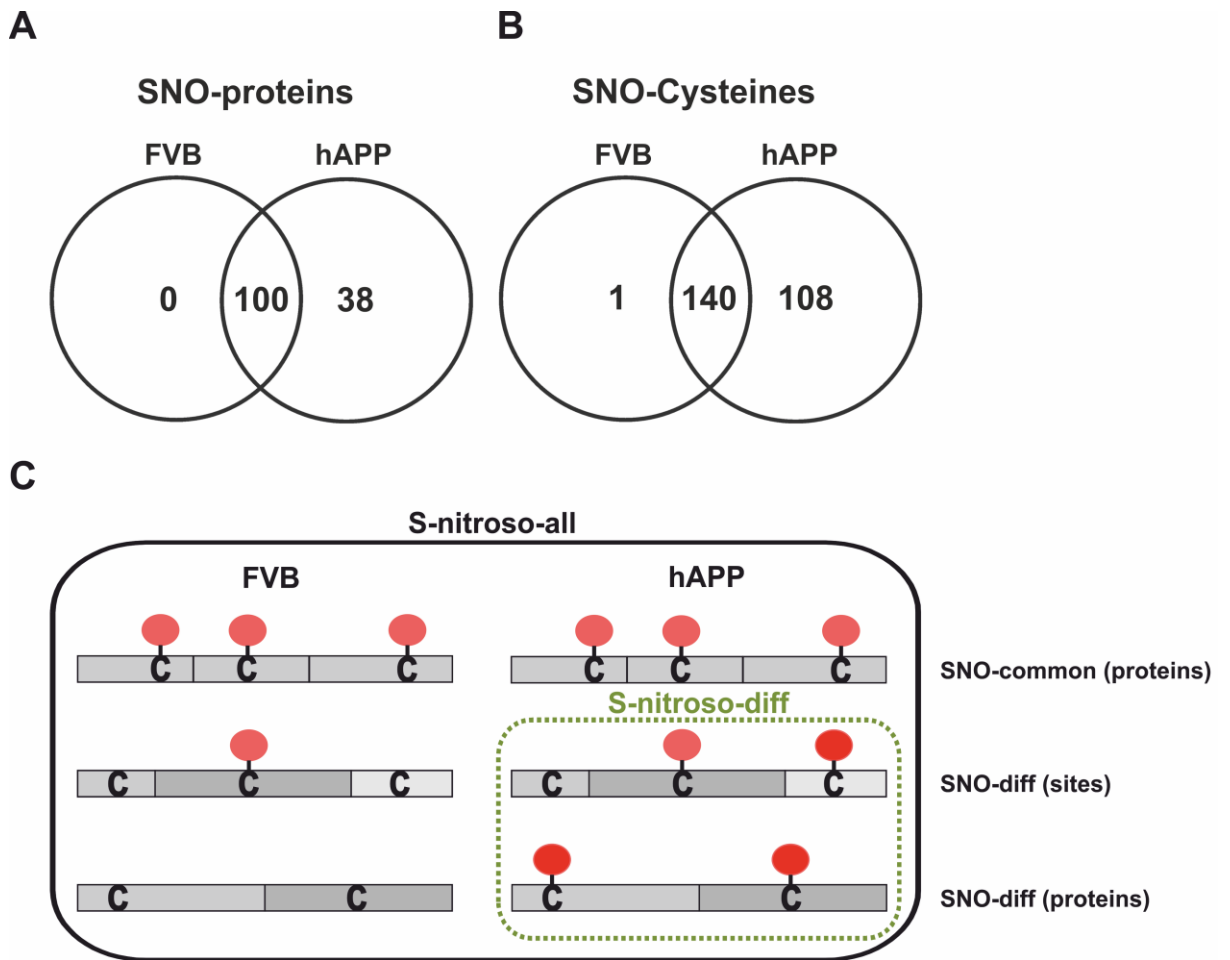 A
B
SNO-proteins
SNO-Cysteines
FVB hAPP
FVB hAPP
0 100 38
1 140 108
C
S-nitroso-all
FVB hAPP
C C C
C C C
SNO-common (proteins)
S-nitroso-diff
C C C
C C C
SNO-diff (sites)
C C
C C
SNO-diff (proteins)